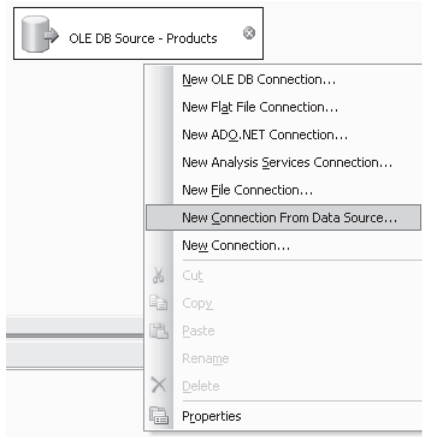 OLE DB Source - Products
New OLE DB Connection...
New Flat File Connection...
New ADO.NET Connection...
New Analysis Services Connection...
New File Connection...
New Connection From Data Source...
New Connection...
Cut
Copy
Paste
Rename
Delete
Properties